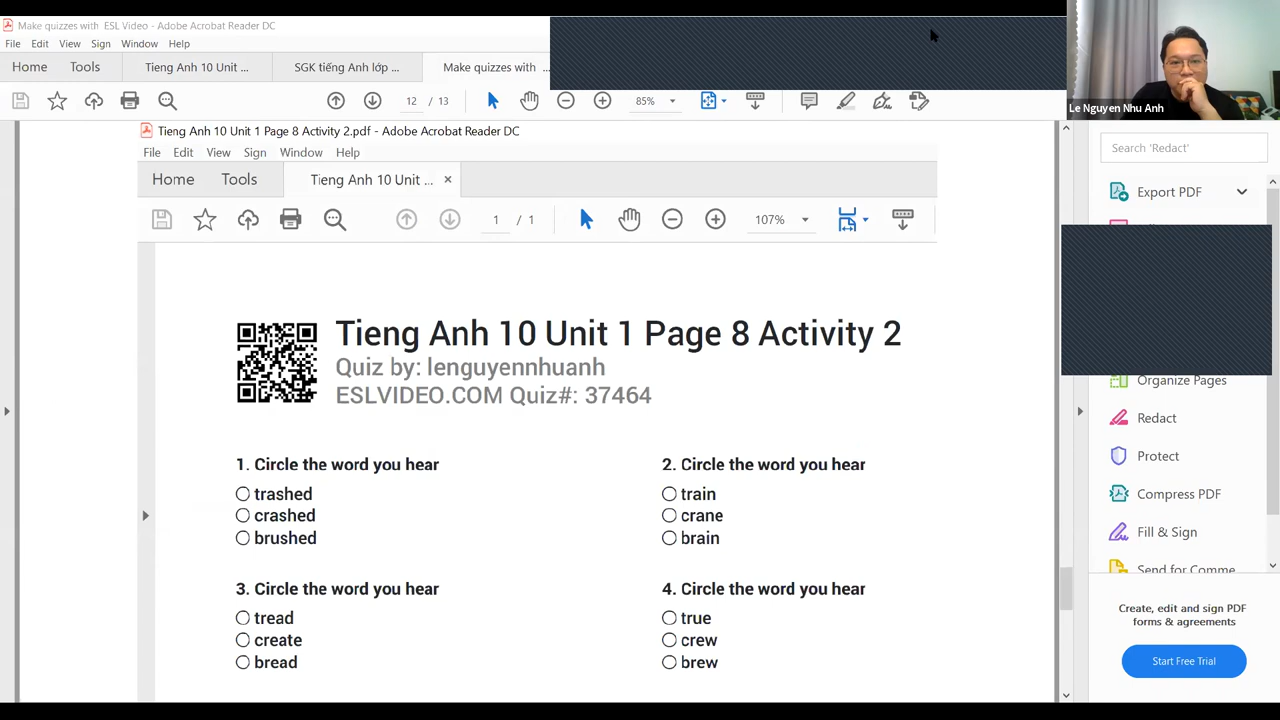 Make quizzes with ESL Video - Adobe Acrobat Reader DC
File Edit View Sign Window Help
Home Tools Tieng Anh 10 Unit ... SGK tiếng Anh lớp ... Make quizzes with ...
12 / 13 85%
Le Nguyen Nhu Anh
Tieng Anh 10 Unit 1 Page 8 Activity 2.pdf - Adobe Acrobat Reader DC
File Edit View Sign Window Help
Home Tools Tieng Anh 10 Unit ... ×
1 / 1 107%
Tieng Anh 10 Unit 1 Page 8 Activity 2
Quiz by: lenguyennhuanh
ESLVIDEO.COM Quiz#: 37464
1. Circle the word you hear
trashed
crashed
brushed
2. Circle the word you hear
train
crane
brain
3. Circle the word you hear
tread
create
bread
4. Circle the word you hear
true
crew
brew
Search 'Redact'
Export PDF
Organize Pages
Redact
Protect
Compress PDF
Fill & Sign
Send for Comme
Create, edit and sign PDF
forms & agreements
Start Free Trial